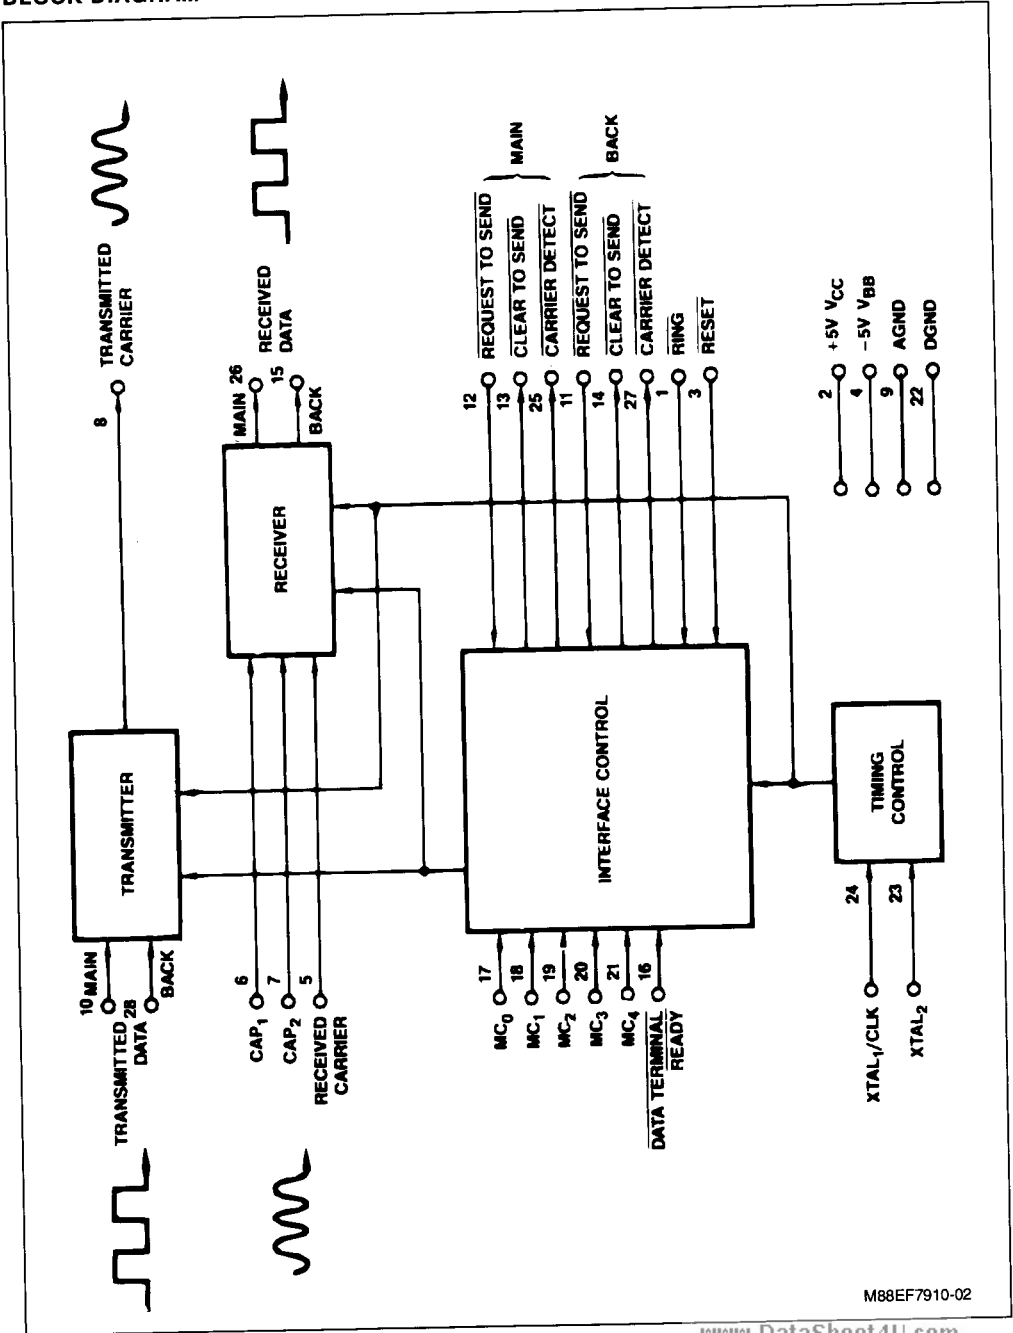 BLOCK DIAGRAM
TRANSMITTED
DATA
10 MAIN
28
BACK
TRANSMITTER
8
TRANSMITTED
CARRIER
CAP1
6
CAP2
7
RECEIVED
CARRIER
5
RECEIVER
MAIN 26
15
BACK
RECEIVED
DATA
MC0
17
MC1
18
MC2
19
MC3
20
MC4
21
DATA TERMINAL
READY
16
INTERFACE CONTROL
12
REQUEST TO SEND
13
CLEAR TO SEND
25
CARRIER DETECT
MAIN
11
REQUEST TO SEND
14
CLEAR TO SEND
27
CARRIER DETECT
BACK
1
RING
3
RESET
XTAL1/CLK
24
XTAL2
23
TIMING
CONTROL
2
+5V VCC
4
-5V VBB
9
AGND
22
DGND
M88EF7910-02
www.DataSheet4U.com